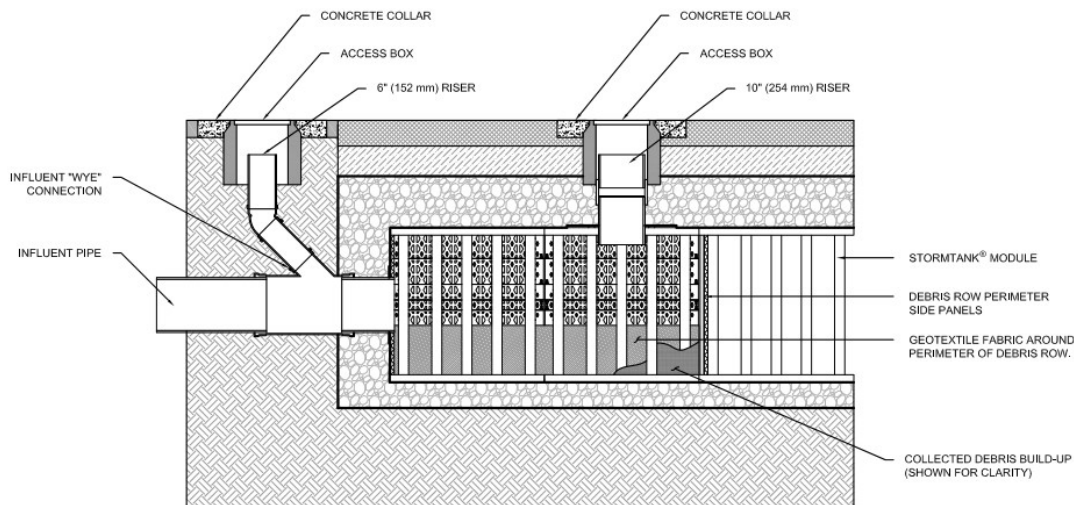 CONCRETE COLLAR
ACCESS BOX
6" (152 mm) RISER
CONCRETE COLLAR
ACCESS BOX
10" (254 mm) RISER
INFLUENT "WYE"
CONNECTION
INFLUENT PIPE
STORMTANK® MODULE
DEBRIS ROW PERIMETER
SIDE PANELS
GEOTEXTILE FABRIC AROUND
PERIMETER OF DEBRIS ROW.
COLLECTED DEBRIS BUILD-UP
(SHOWN FOR CLARITY)